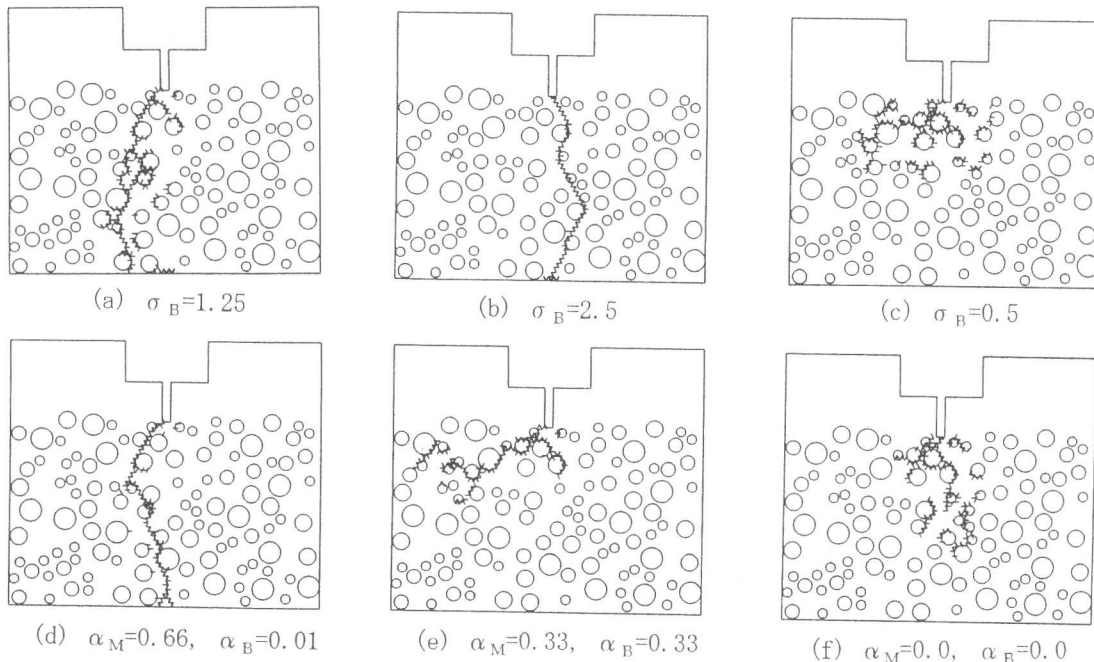 (a) σ B=1.25
(b) σ B=2.5
(c) σ B=0.5
(d) α M=0.66, α B=0.01
(e) α M=0.33, α B=0.33
(f) α M=0.0, α B=0.0